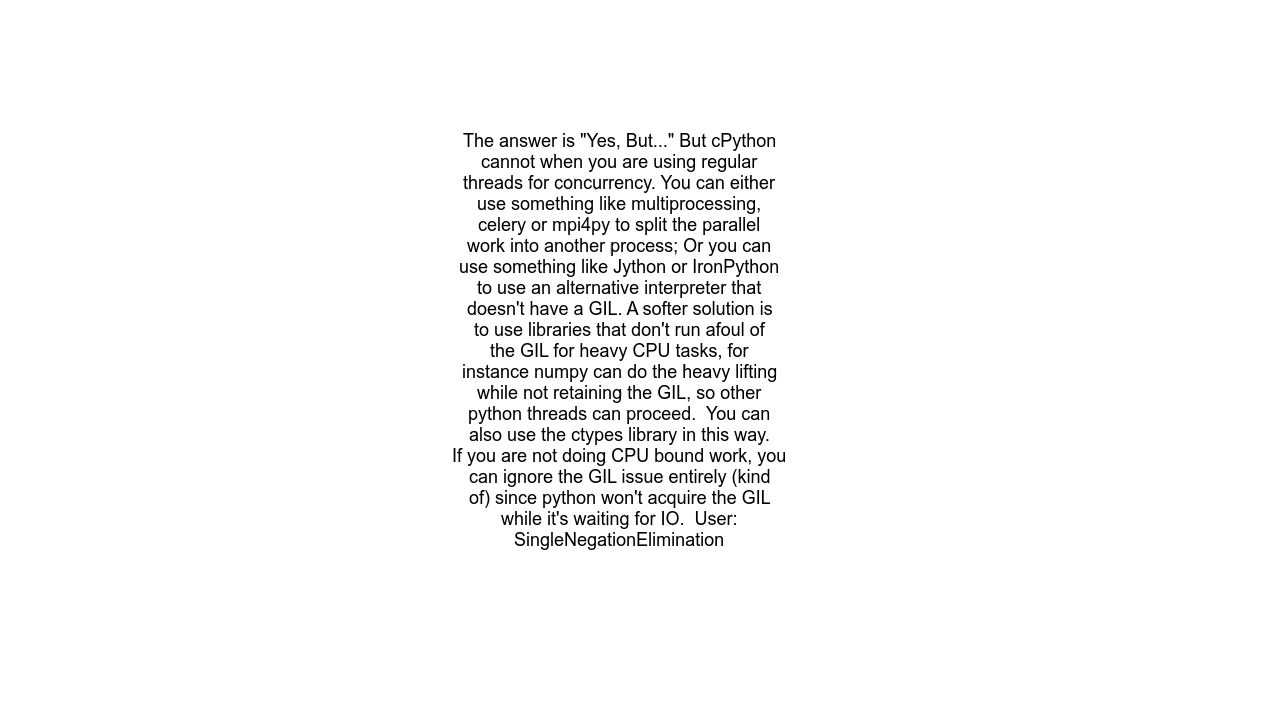 The answer is "Yes, But..." But cPython
cannot when you are using regular
threads for concurrency. You can either
use something like multiprocessing,
celery or mpi4py to split the parallel
work into another process; Or you can
use something like Jython or IronPython
to use an alternative interpreter that
doesn't have a GIL. A softer solution is
to use libraries that don't run afoul of
the GIL for heavy CPU tasks, for
instance numpy can do the heavy lifting
while not retaining the GIL, so other
python threads can proceed.  You can
also use the ctypes library in this way.
If you are not doing CPU bound work, you
can ignore the GIL issue entirely (kind
of) since python won't acquire the GIL
while it's waiting for IO.  User:
SingleNegationElimination